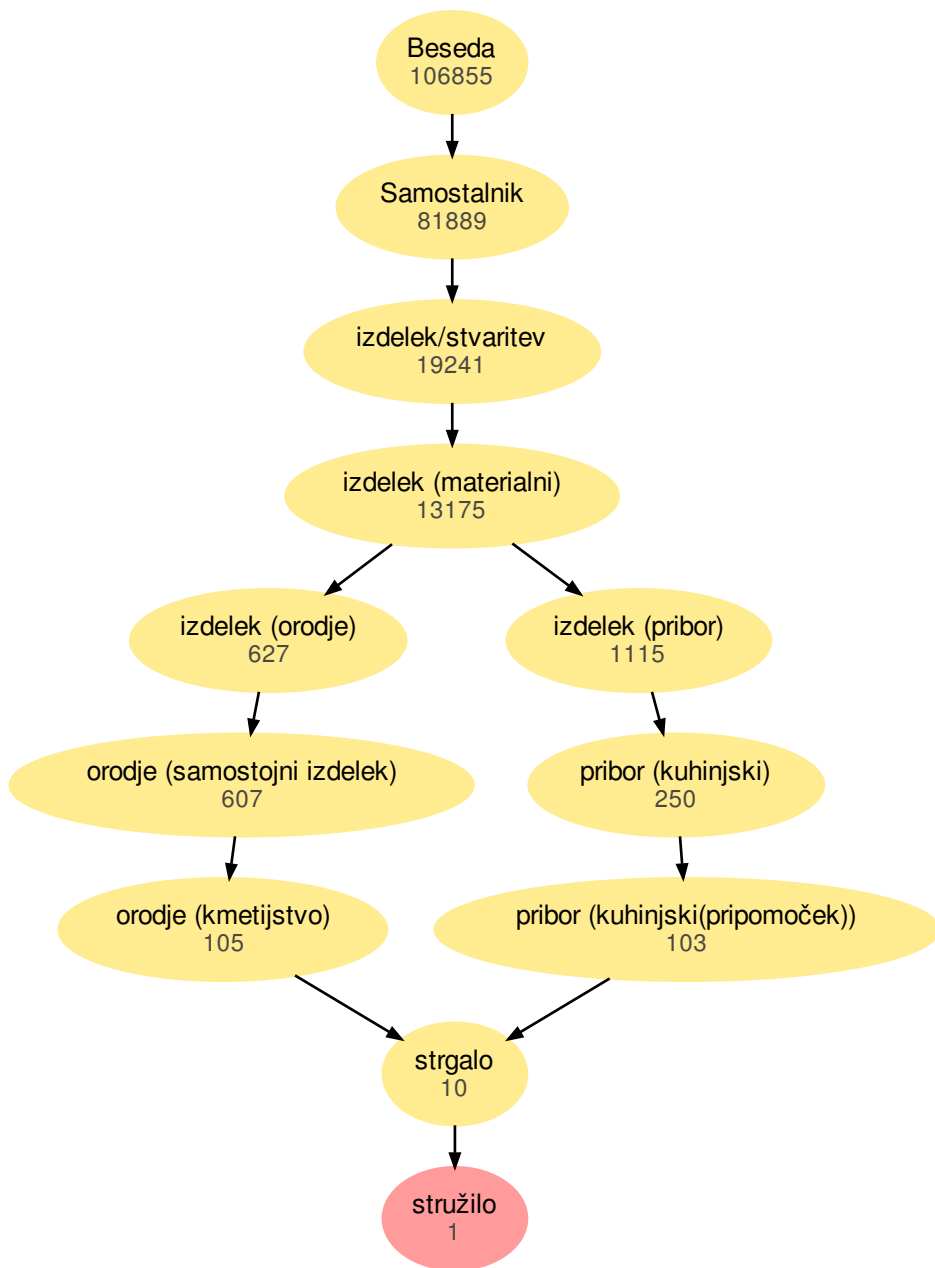 Beseda
106855
Samostalnik
81889
izdelek/stvaritev
19241
izdelek (materialni)
13175
izdelek (orodje)
627
izdelek (pribor)
1115
orodje (samostojni izdelek)
607
pribor (kuhinjski)
250
orodje (kmetijstvo)
105
pribor (kuhinjski(pripomoček))
103
strgalo
10
stružilo
1